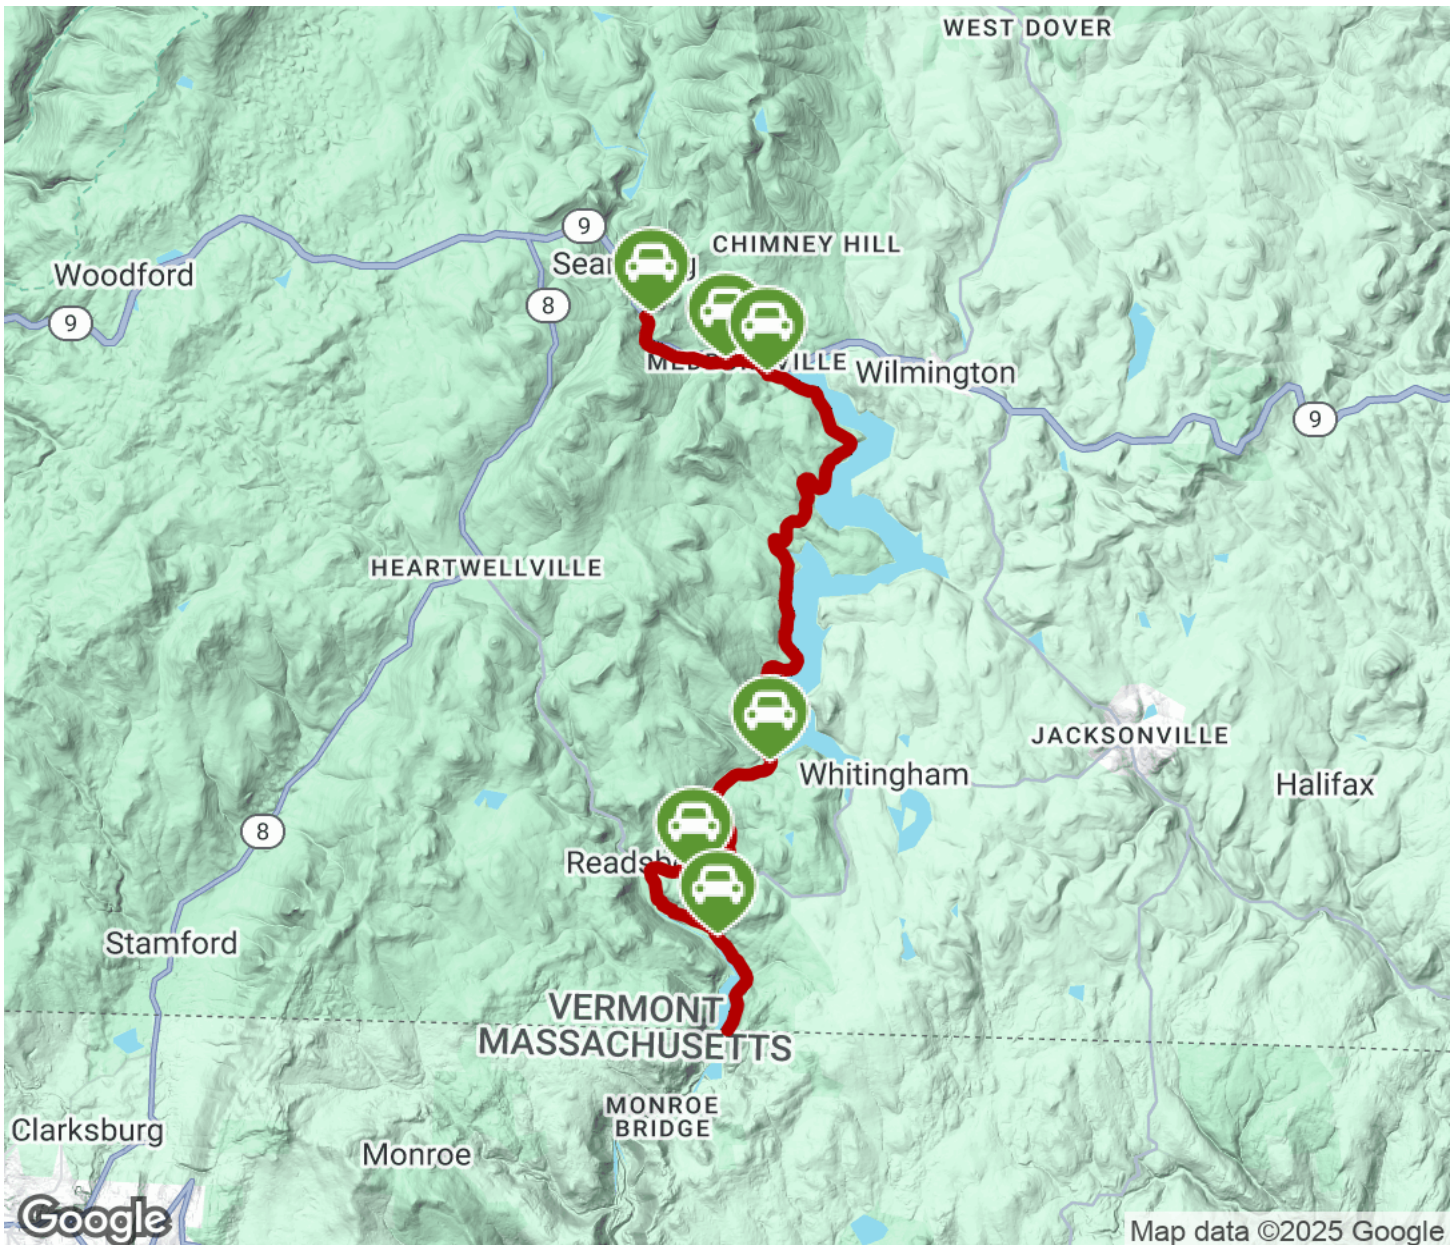 WEST DOVER
9
CHIMNEY HILL
Woodford
8
9
Wilmington
9
HEARTWELLVILLE
JACKSONVILLE
Whitingham
Halifax
8
Stamford
VERMONT
MASSACHUSETTS
MONROE
BRIDGE
Clarksburg
Monroe
Google
Map data ©2025 Google